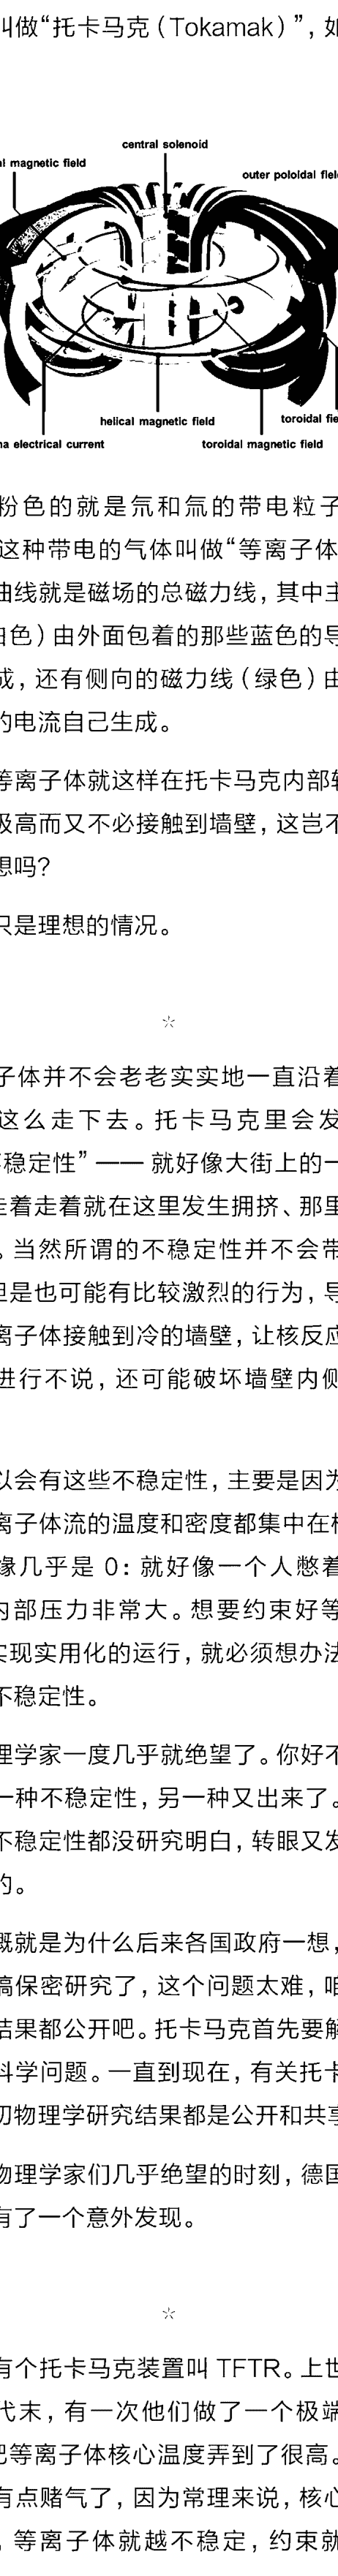 叫做“托卡马克（Tokamak）”，如
central solenoid
magnetic field
outer poloidal
helical magnetic field
toroidal
electrical current
toroidal magnetic field
粉色的就是氘和氚的带电粒子
这种带电的气体叫做“等离子体
曲线就是磁场的总磁力线，其中主
白色）由外面包着的那些蓝色的导
成，还有侧向的磁力线（绿色）由
的电流自己生成。
等离子体就这样在托卡马克内部转
极高而又不必接触到墙壁，这岂不
想吗？
只是理想的情况。
子体并不会老老实实地一直沿着
这么走下去。托卡马克里会发
不稳定性” —— 就好像大街上的一
走着走着就在这里发生拥挤、那里
。当然所谓的不稳定性并不会带
但是也可能有比较激烈的行为，导
离子体接触到冷的墙壁，让核反应
进行不说，还可能破坏墙壁内侧
以会有这些不稳定性，主要是因为
离子体流的温度和密度都集中在核
缘几乎是 0：就好像一个人憋着
内部压力非常大。想要约束好等
实现实用化的运行，就必须想办法
不稳定性。
理学家一度几乎就绝望了。你好不
一种不稳定性，另一种又出来了。
不稳定性都没研究明白，转眼又发
的。
概就是为什么后来各国政府一想，
搞保密研究了，这个问题太难，咱
结果都公开吧。托卡马克首先要解
科学问题。一直到现在，有关托卡
切物理学研究结果都是公开和共享
物理学家们几乎绝望的时刻，德国
有了一个意外发现。
有个托卡马克装置叫 TFTR。上世
代末，有一次他们做了一个极端
把等离子体核心温度弄到了很高。
有点赌气了，因为常理来说，核心
，等离子体就越不稳定，约束就